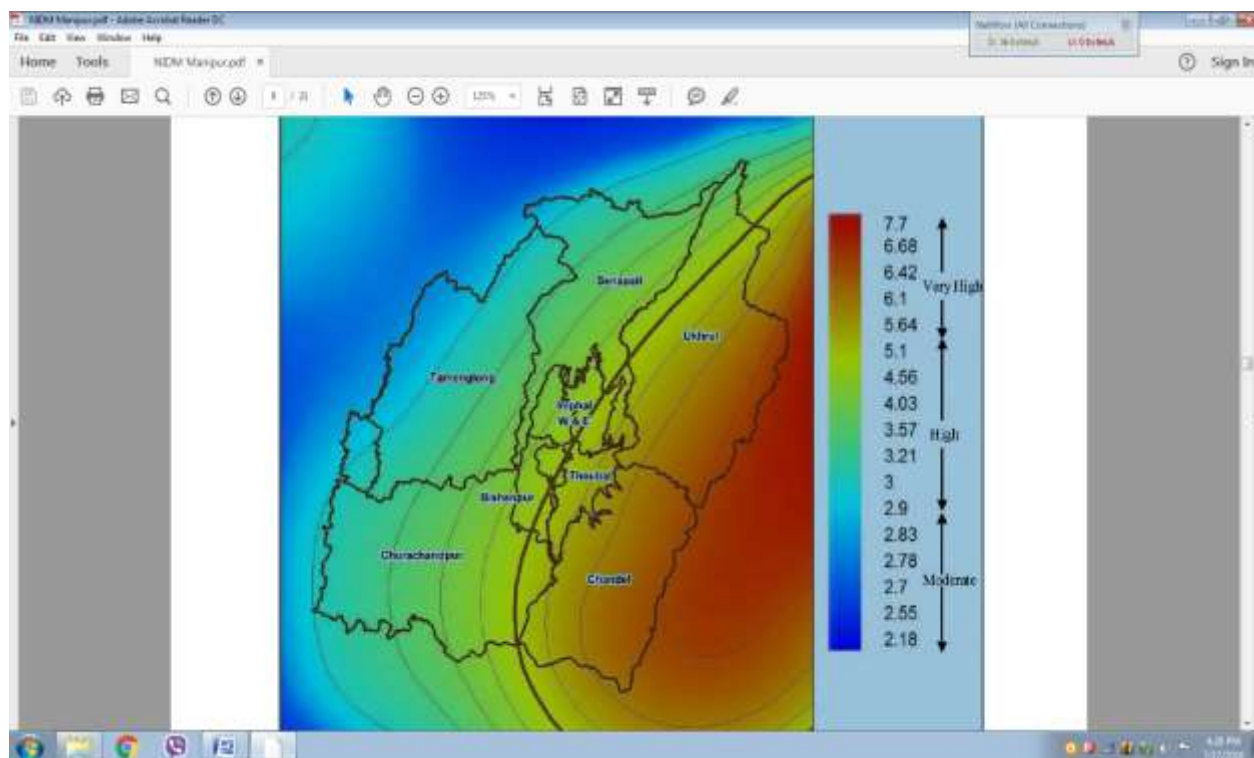 NIDM Manipur.pdf - Adobe Acrobat Reader DC
File Edit View Window Help
Home Tools NIDM Manipur.pdf × Sign In
125%
Senapati
Ukhrul
Tamenglong
Imphal
W & E
Thoubal
Bishenpur
Churachandpur
Chandel
7.7
6.68
6.42
Very High
6.1
5.64
5.1
4.56
4.03
3.57
High
3.21
3
2.9
2.83
2.78
2.7
Moderate
2.55
2.18